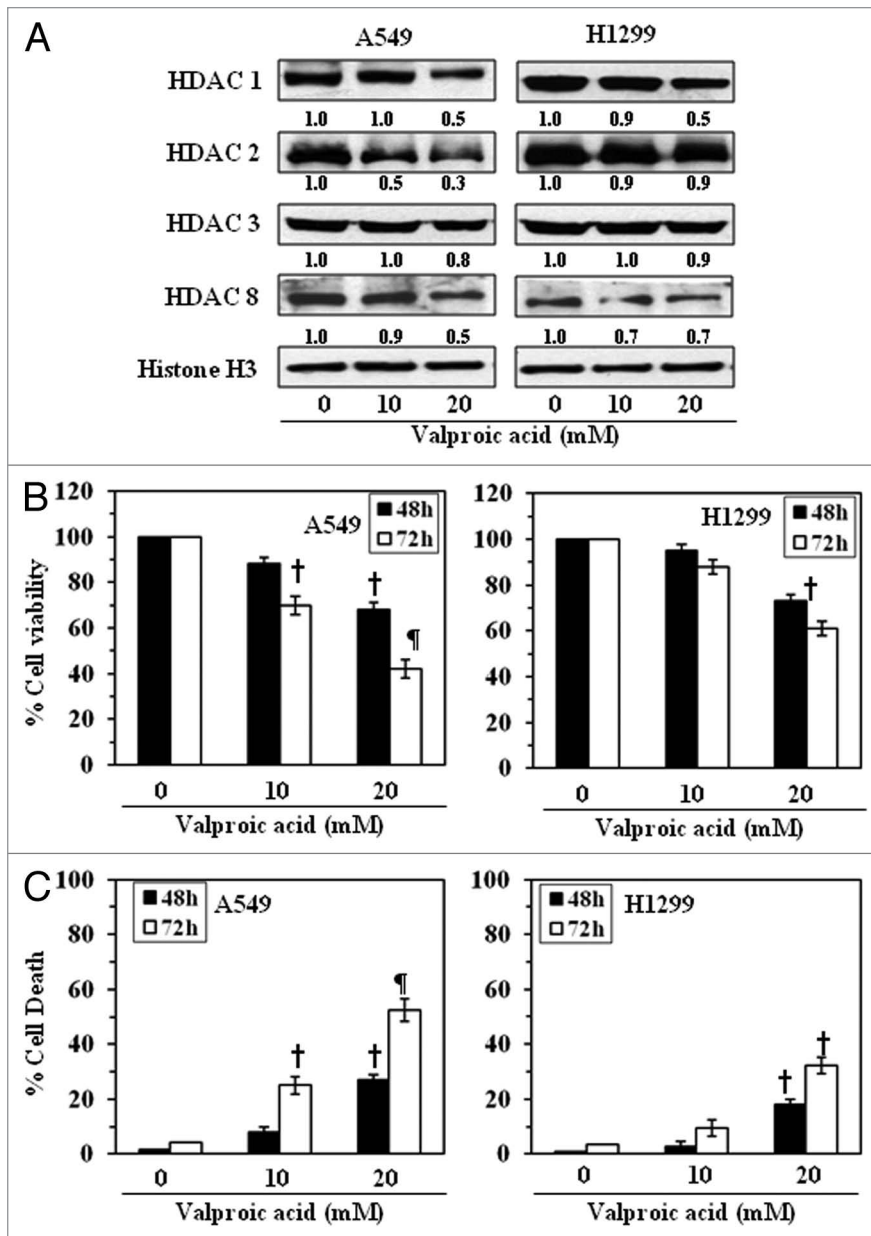 A
A549 H1299
HDAC 1
1.0 1.0 0.5 1.0 0.9 0.5
HDAC 2
1.0 0.5 0.3 1.0 0.9 0.9
HDAC 3
1.0 1.0 0.8 1.0 1.0 0.9
HDAC 8
1.0 0.9 0.5 1.0 0.7 0.7
Histone H3
0 10 20 0 10 20
Valproic acid (mM)
B
% Cell viability
120
100
80
60
40
20
0
A549
48h
72h
†
†
¶
0 10 20
Valproic acid (mM)
120
100
80
60
40
20
0
H1299
48h
72h
†
0 10 20
Valproic acid (mM)
C
% Cell Death
100
80
60
40
20
0
48h
72h
A549
†
†
¶
0 10 20
Valproic acid (mM)
100
80
60
40
20
0
48h
72h
H1299
†
†
0 10 20
Valproic acid (mM)